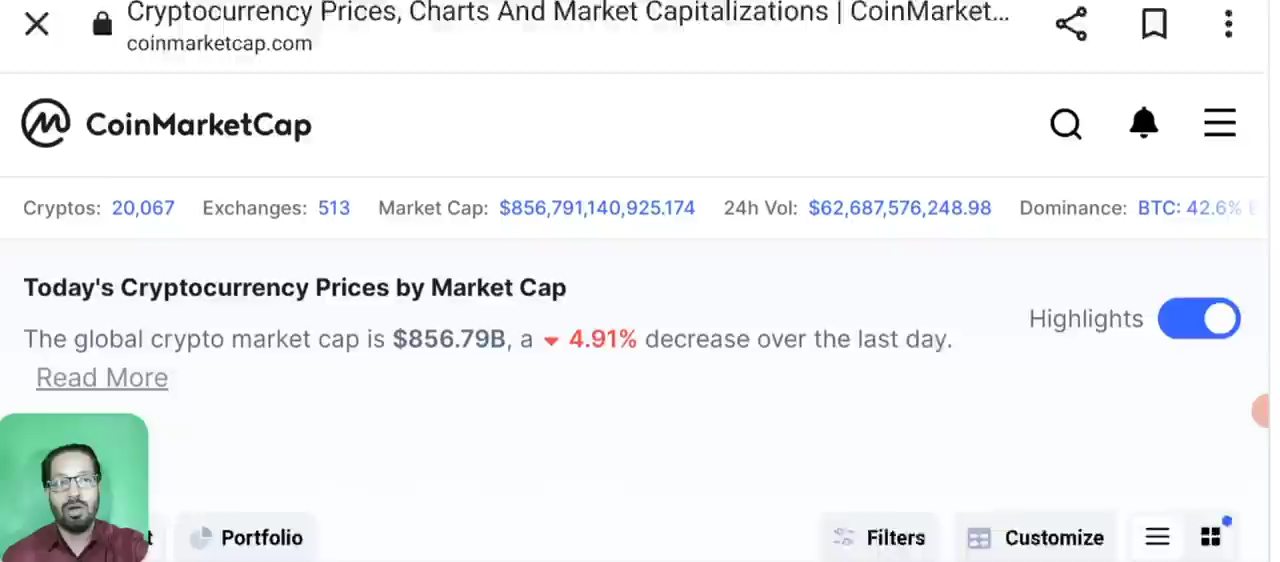 Cryptocurrency Prices, Charts And Market Capitalizations | CoinMarket...
coinmarketcap.com
CoinMarketCap
Cryptos: 20,067 Exchanges: 513 Market Cap: $856,791,140,925.174 24h Vol: $62,687,576,248.98 Dominance: BTC: 42.6%
Today's Cryptocurrency Prices by Market Cap
Highlights
The global crypto market cap is $856.79B, a 4.91% decrease over the last day.
Read More
Portfolio Filters Customize